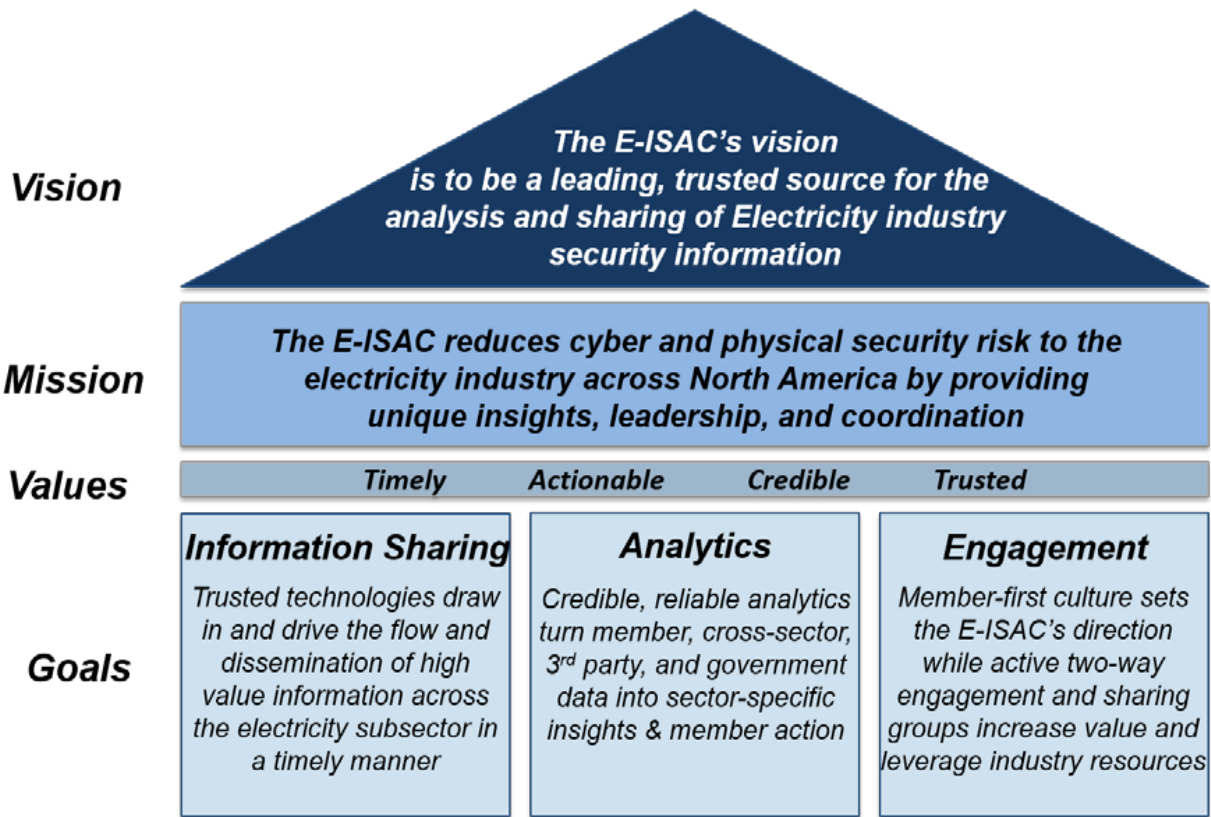 Vision
The E-ISAC's vision
is to be a leading, trusted source for the
analysis and sharing of Electricity industry
security information
Mission
The E-ISAC reduces cyber and physical security risk to the
electricity industry across North America by providing
unique insights, leadership, and coordination
Values
Timely Actionable Credible Trusted
Goals
Information Sharing
Trusted technologies draw
in and drive the flow and
dissemination of high
value information across
the electricity subsector in
a timely manner
Analytics
Credible, reliable analytics
turn member, cross-sector,
3rd party, and government
data into sector-specific
insights & member action
Engagement
Member-first culture sets
the E-ISAC's direction
while active two-way
engagement and sharing
groups increase value and
leverage industry resources